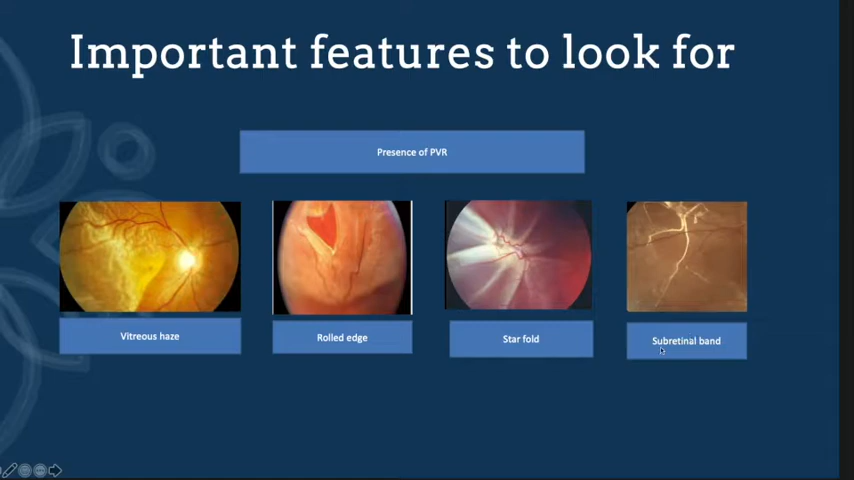 Important features to look for
Presence of PVR
Vitreous haze
Rolled edge
Star fold
Subretinal band